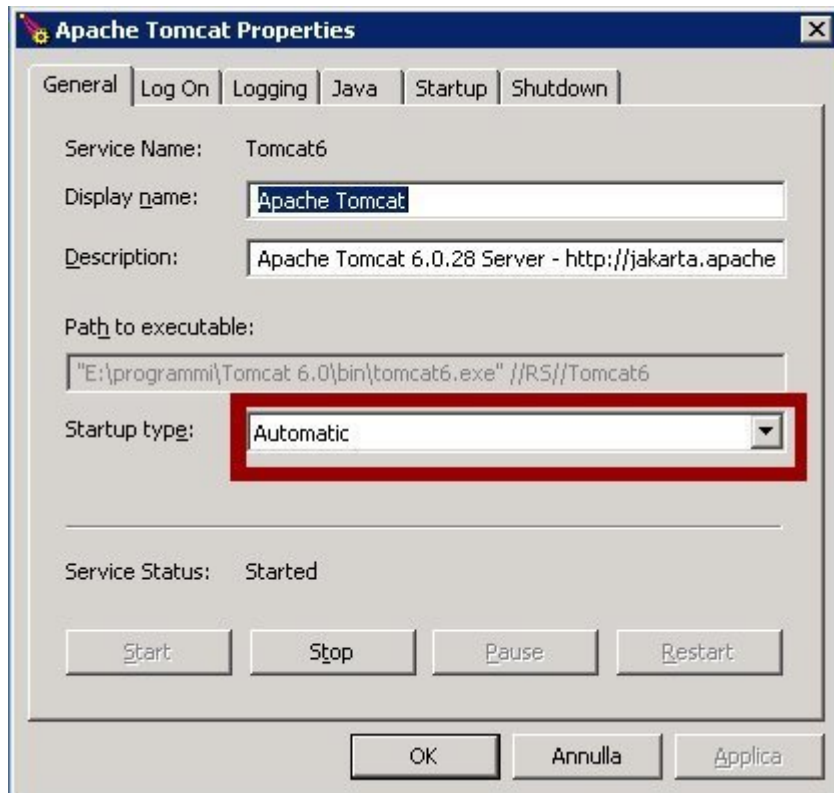 Apache Tomcat Properties
General Log On Logging Java Startup Shutdown
Service Name: Tomcat6
Display name: Apache Tomcat
Description: Apache Tomcat 6.0.28 Server - http://jakarta.apache
Path to executable:
"E:\programmi\Tomcat 6.0\bin\tomcat6.exe" //RS//Tomcat6
Startup type: Automatic
Service Status: Started
Start Stop Pause Restart
OK Annulla Applica